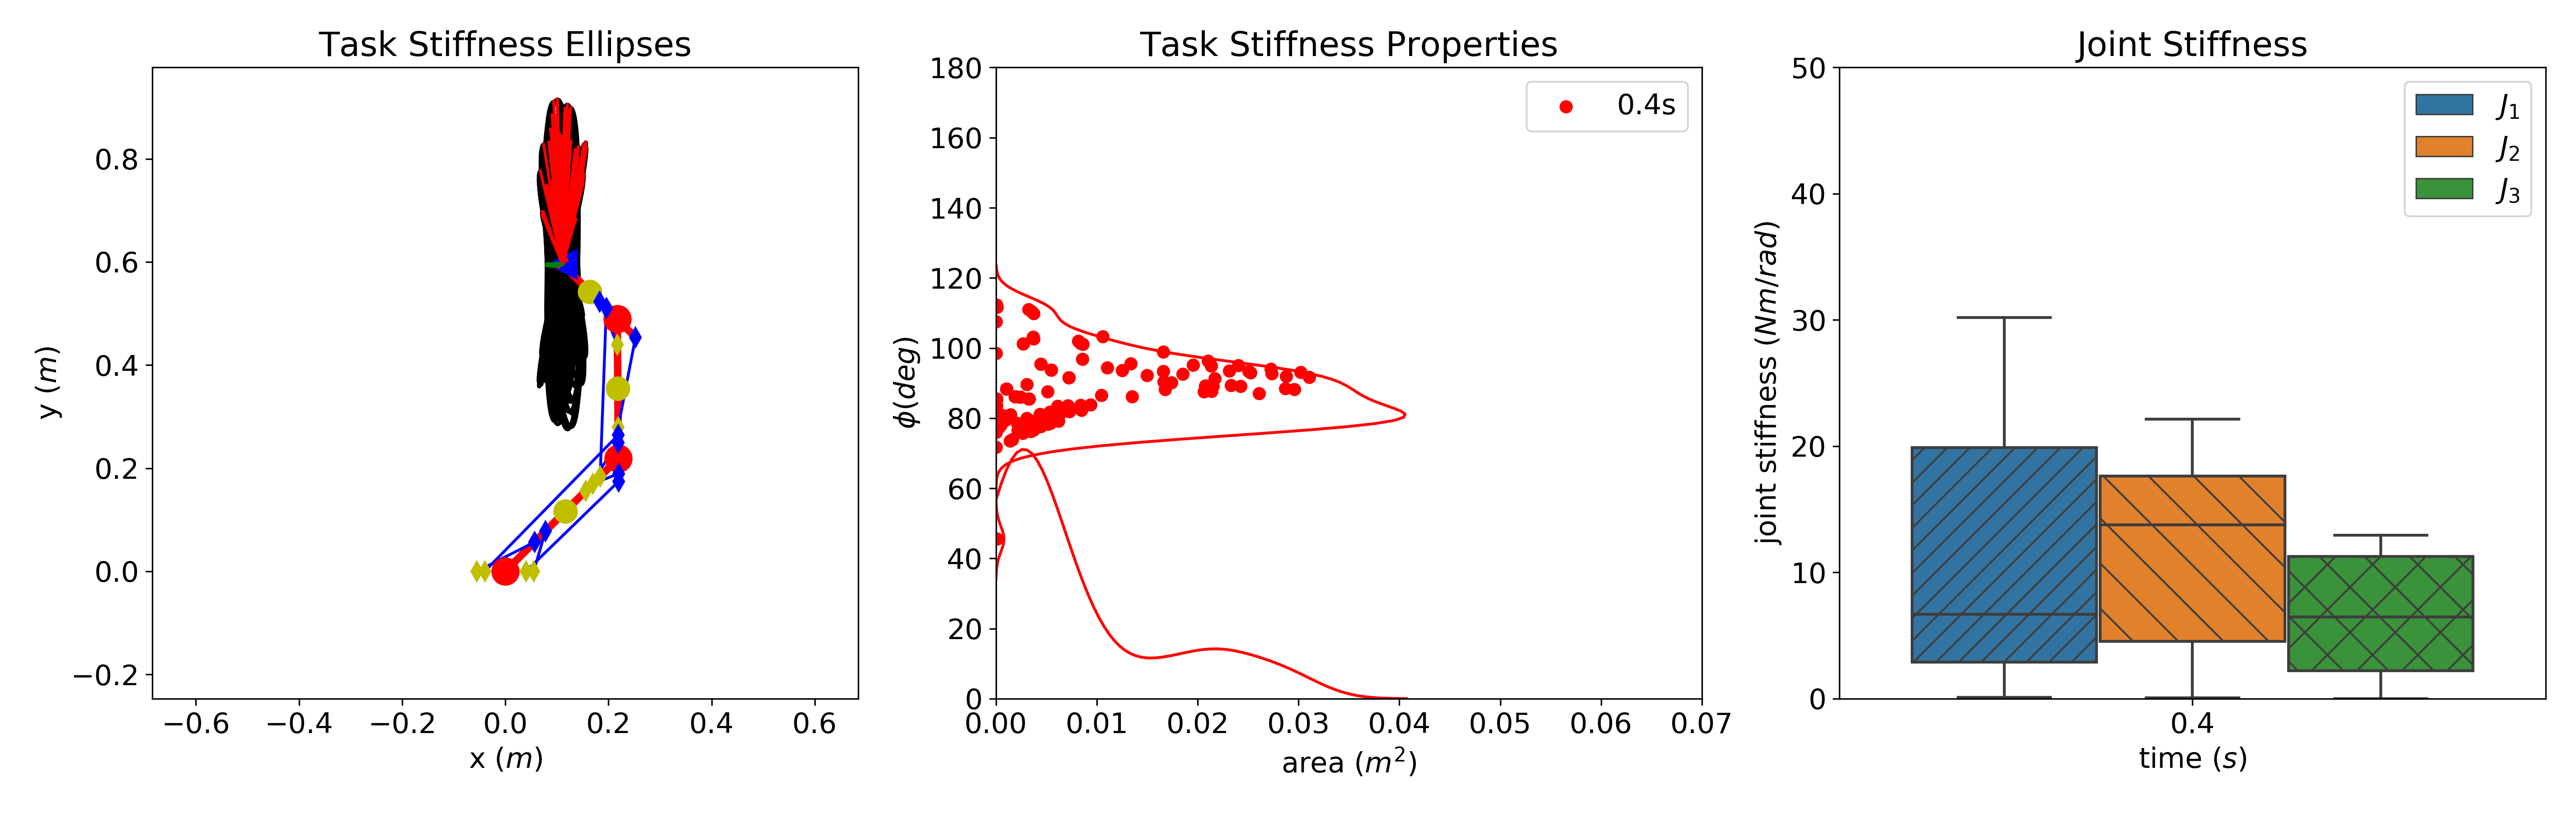 Task Stiffness Ellipses
y (m)
0.8
0.6
0.4
0.2
0.0
−0.2
−0.6
−0.4
−0.2
0.0
0.2
0.4
0.6
x (m)
Task Stiffness Properties
ϕ(deg)
180
160
140
120
100
80
60
40
20
0
0.4s
0.00
0.01
0.02
0.03
0.04
0.05
0.06
0.07
area (m²)
Joint Stiffness
joint stiffness (Nm/rad)
50
40
30
20
10
0
J₁
J₂
J₃
0.4
time (s)